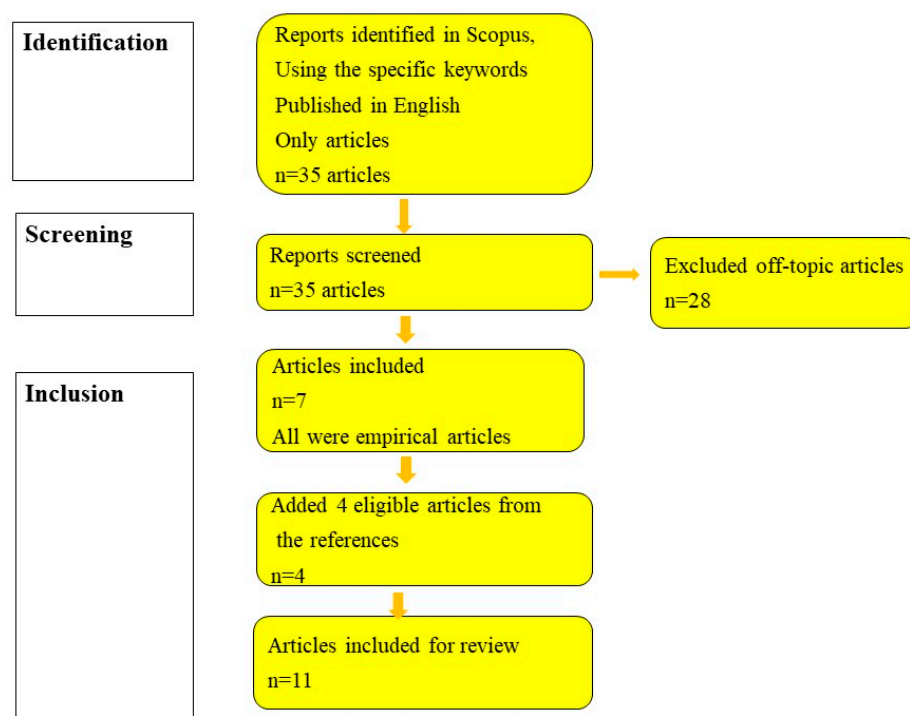 Identification
Reports identified in Scopus,
Using the specific keywords
Published in English
Only articles
n=35 articles
Screening
Reports screened
n=35 articles
Excluded off-topic articles
n=28
Inclusion
Articles included
n=7
All were empirical articles
Added 4 eligible articles from
the references
n=4
Articles included for review
n=11